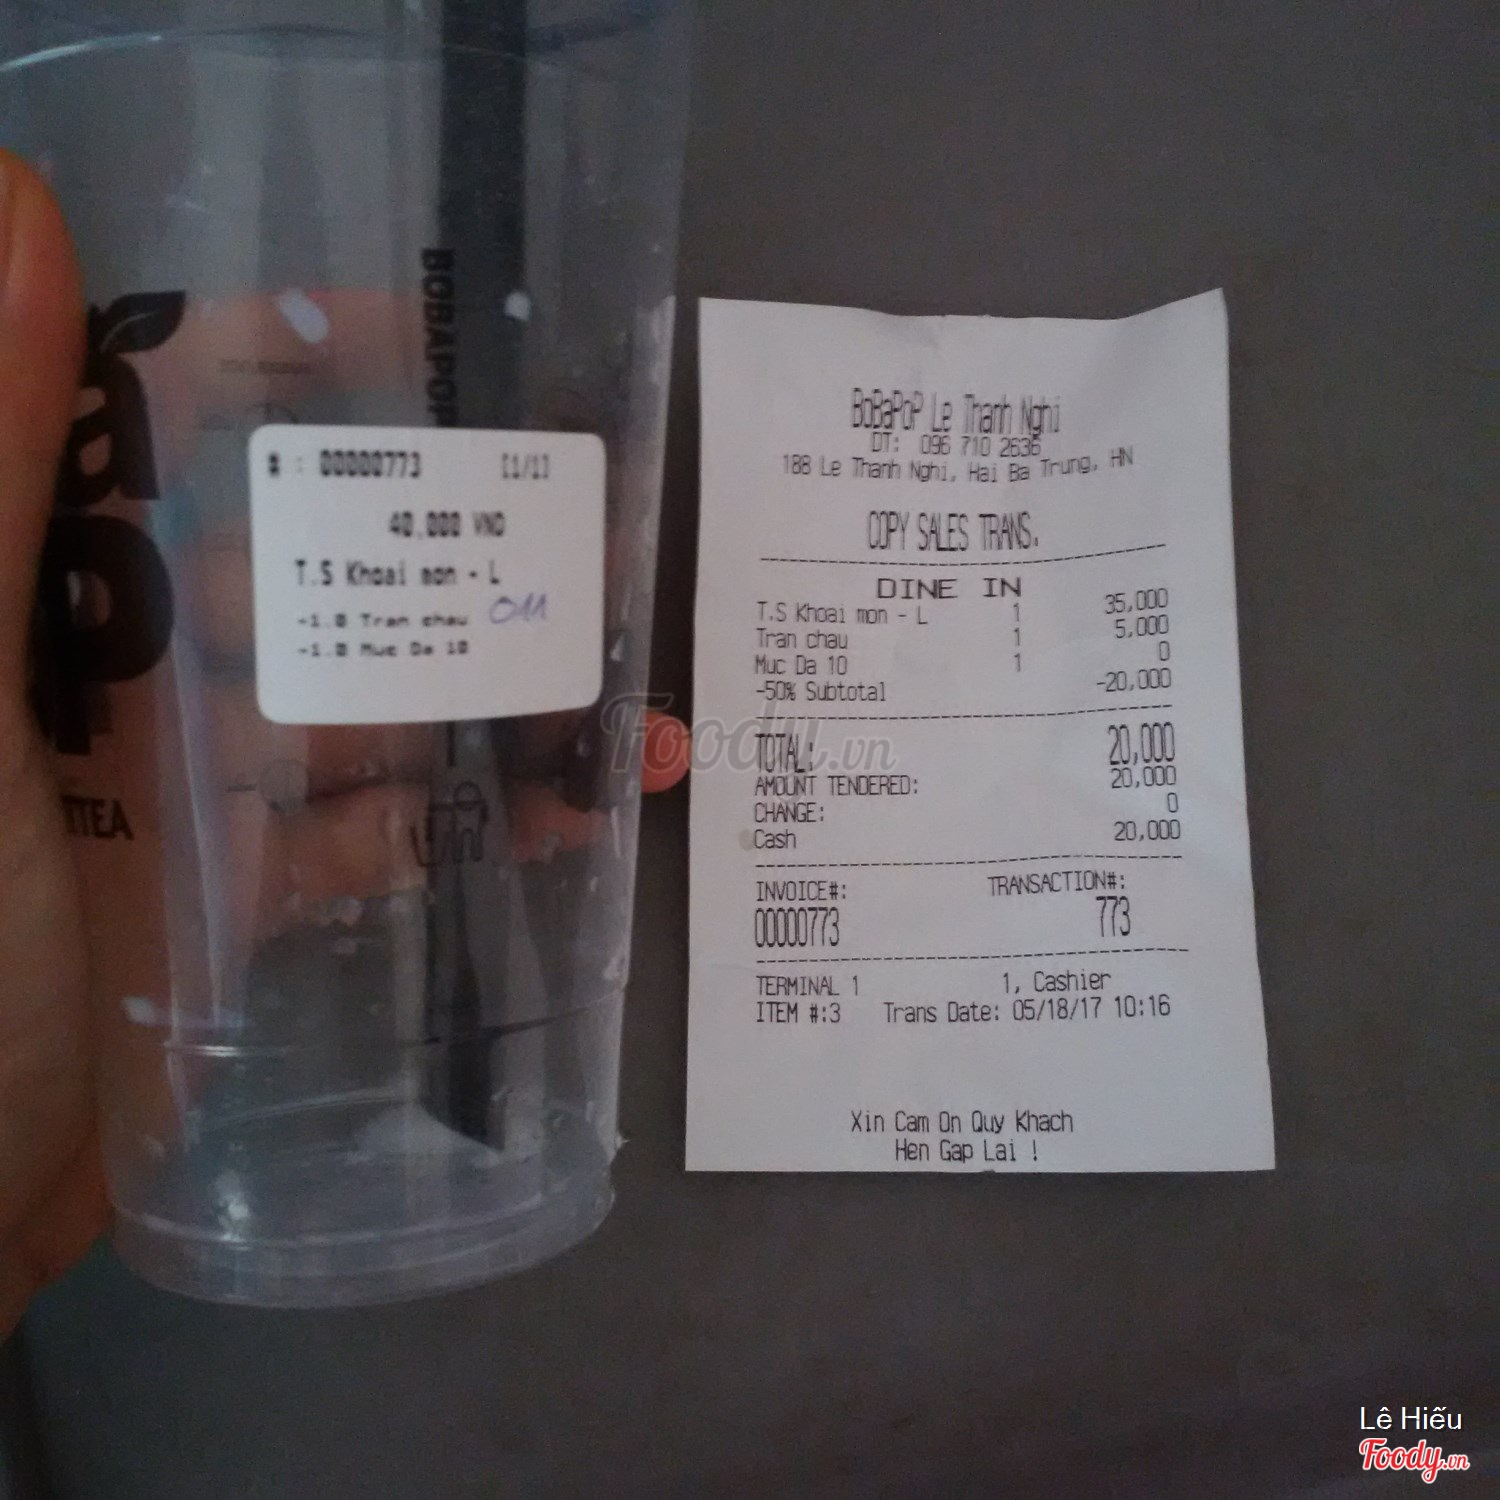 BOBAPOP
TTEA
# : 00000773 [1/1]
40,000 VND
T.S Khoai mon - L
-1.0 Tran chau
-1.0 Muc Da 10
BoBaPoP Le Thanh Nghi
DT: 096 710 2636
188 Le Thanh Nghi, Hai Ba Trung, HN
COPY SALES TRANS.
DINE IN
T.S Khoai mon - L 1 35,000
Tran chau 1 5,000
Muc Da 10 1 0
-50% Subtotal -20,000
TOTAL: 20,000
AMOUNT TENDERED: 20,000
CHANGE: 0
Cash 20,000
INVOICE#: TRANSACTION#:
00000773 773
TERMINAL 1 1, Cashier
ITEM #:3 Trans Date: 05/18/17 10:16
Xin Cam On Quy Khach
Hen Gap Lai !
Foody.vn
Lê Hiếu
Foody.vn